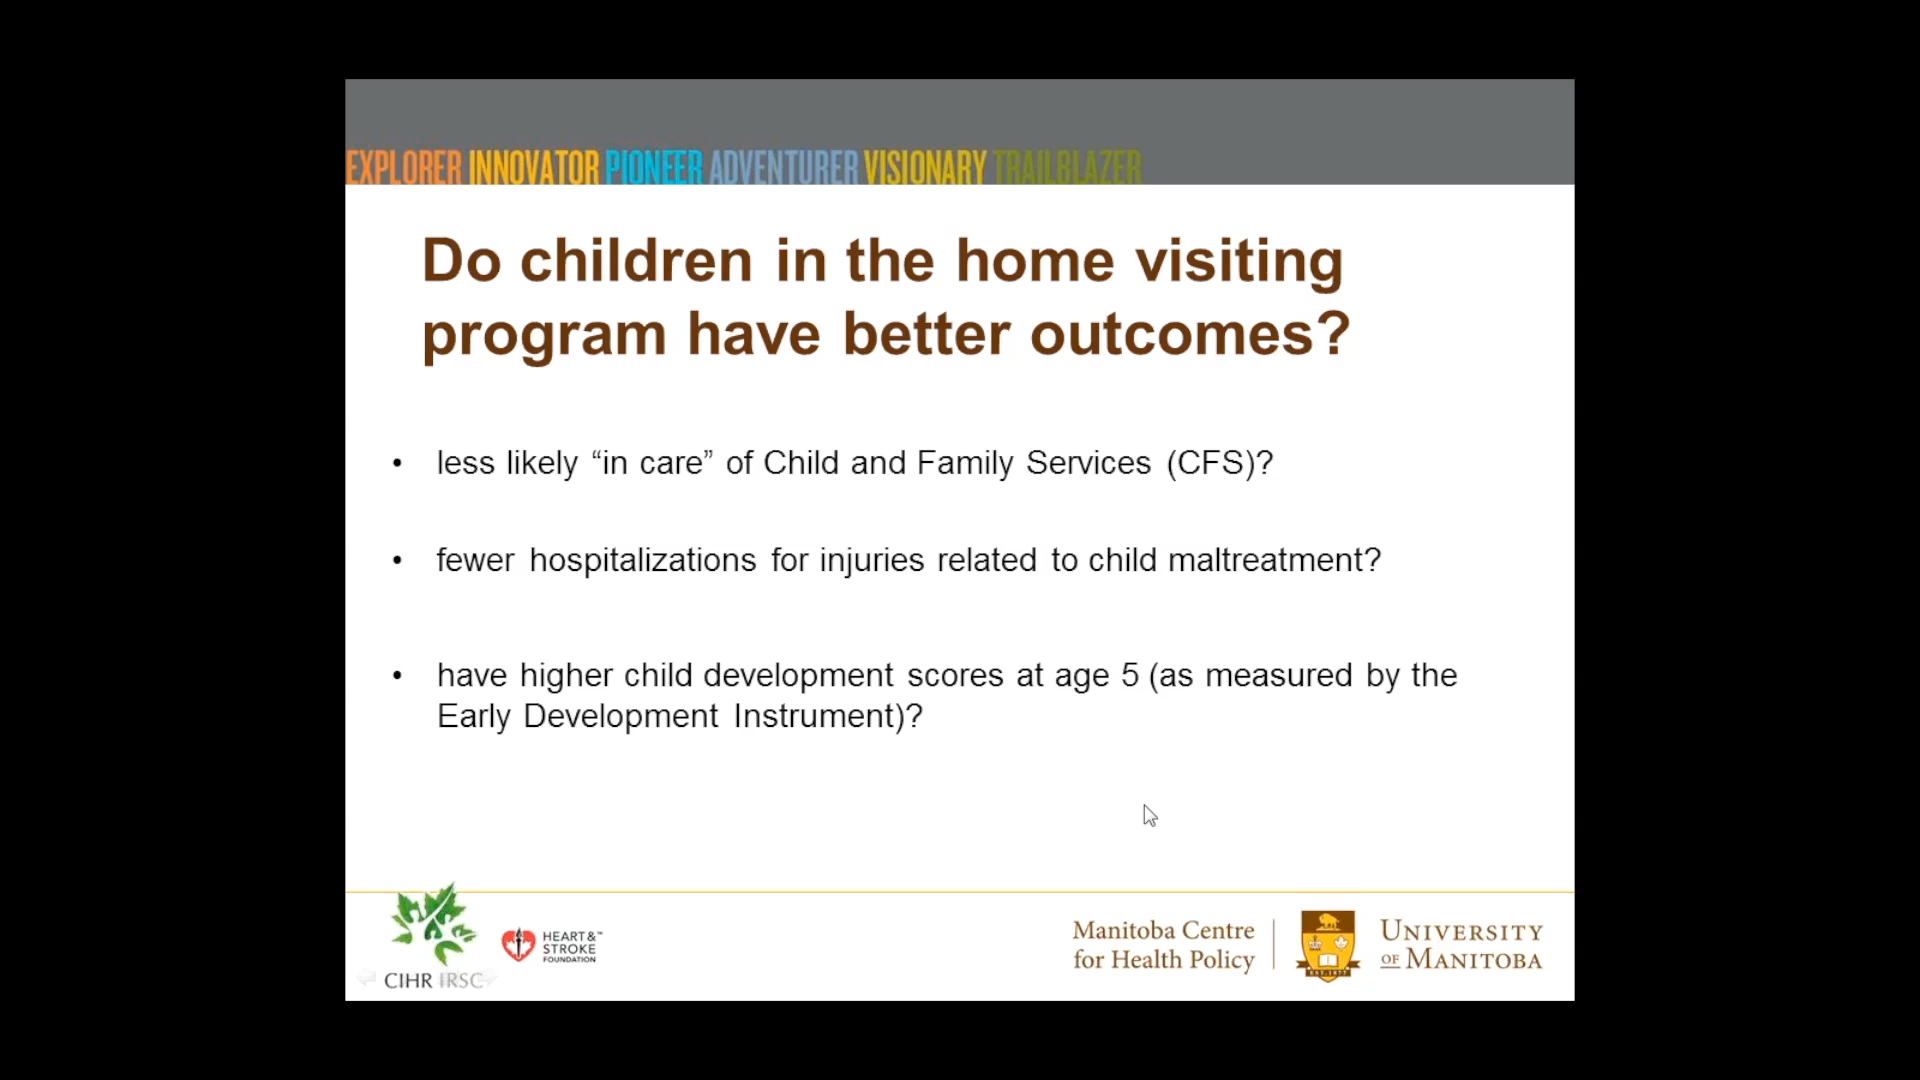 EXPLORER INNOVATOR PIONEER ADVENTURER VISIONARY TRAILBLAZER
Do children in the home visiting
program have better outcomes?
• less likely “in care” of Child and Family Services (CFS)?
• fewer hospitalizations for injuries related to child maltreatment?
• have higher child development scores at age 5 (as measured by the
Early Development Instrument)?
CIHR IRSC
HEART&™
STROKE
FOUNDATION
Manitoba Centre
for Health Policy
EST. 1877
UNIVERSITY
OF MANITOBA